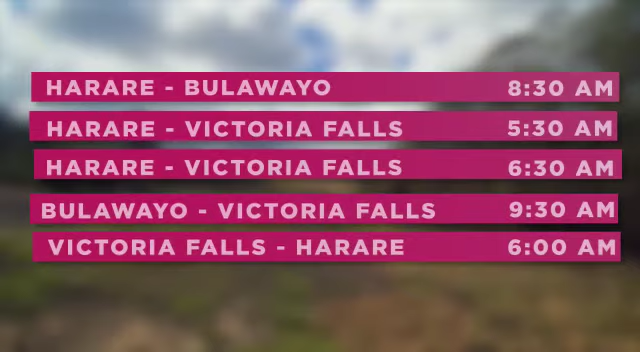 HARARE - BULAWAYO 8:30 AM
HARARE - VICTORIA FALLS 5:30 AM
HARARE - VICTORIA FALLS 6:30 AM
BULAWAYO - VICTORIA FALLS 9:30 AM
VICTORIA FALLS - HARARE 6:00 AM